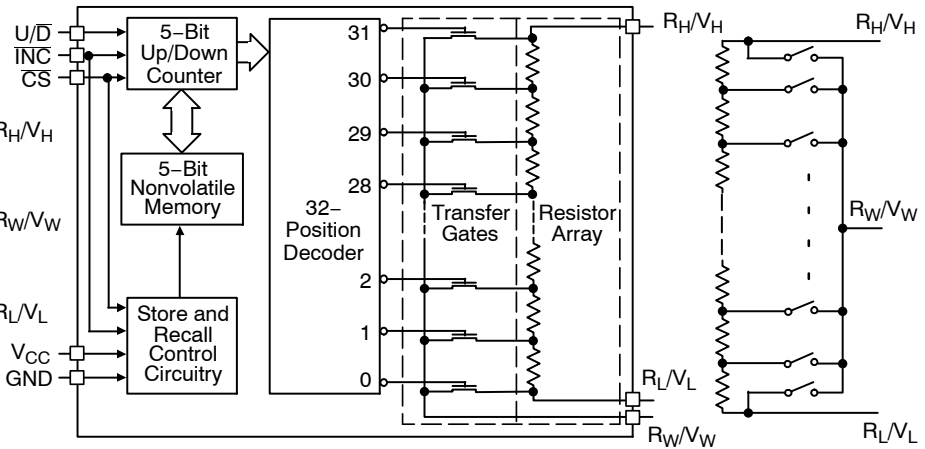 U/D̅
I̅N̅C̅
C̅S̅
RH/VH
RW/VW
RL/VL
VCC
GND
5−Bit
Up/Down
Counter
5−Bit
Nonvolatile
Memory
Store and
Recall
Control
Circuitry
31
30
29
28
32−
Position
Decoder
2
1
0
Transfer
Gates
Resistor
Array
RH/VH
RL/VL
RW/VW
RH/VH
RW/VW
RL/VL